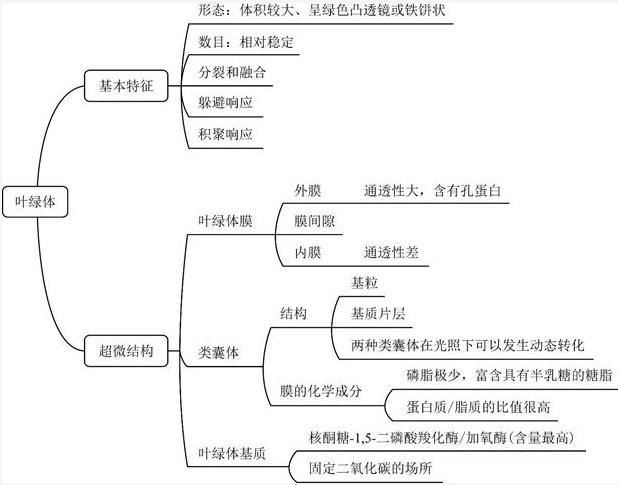 形态：体积较大、呈绿色凸透镜或铁饼状
数目：相对稳定
基本特征
分裂和融合
躲避响应
积聚响应
叶绿体
外膜 通透性大，含有孔蛋白
叶绿体膜
膜间隙
内膜 通透性差
基粒
结构
基质片层
超微结构
类囊体
两种类囊体在光照下可以发生动态转化
磷脂极少，富含具有半乳糖的糖脂
膜的化学成分
蛋白质/脂质的比值很高
核酮糖-1,5-二磷酸羧化酶/加氧酶(含量最高)
叶绿体基质
固定二氧化碳的场所